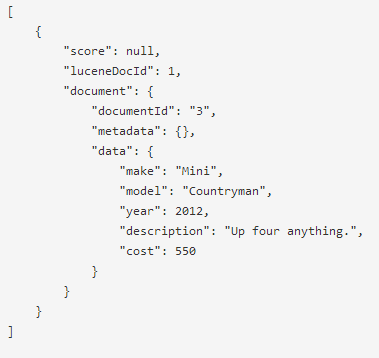 [
    {
        "score": null,
        "luceneDocId": 1,
        "document": {
            "documentId": "3",
            "metadata": {},
            "data": {
                "make": "Mini",
                "model": "Countryman",
                "year": 2012,
                "description": "Up four anything.",
                "cost": 550
            }
        }
    }
]